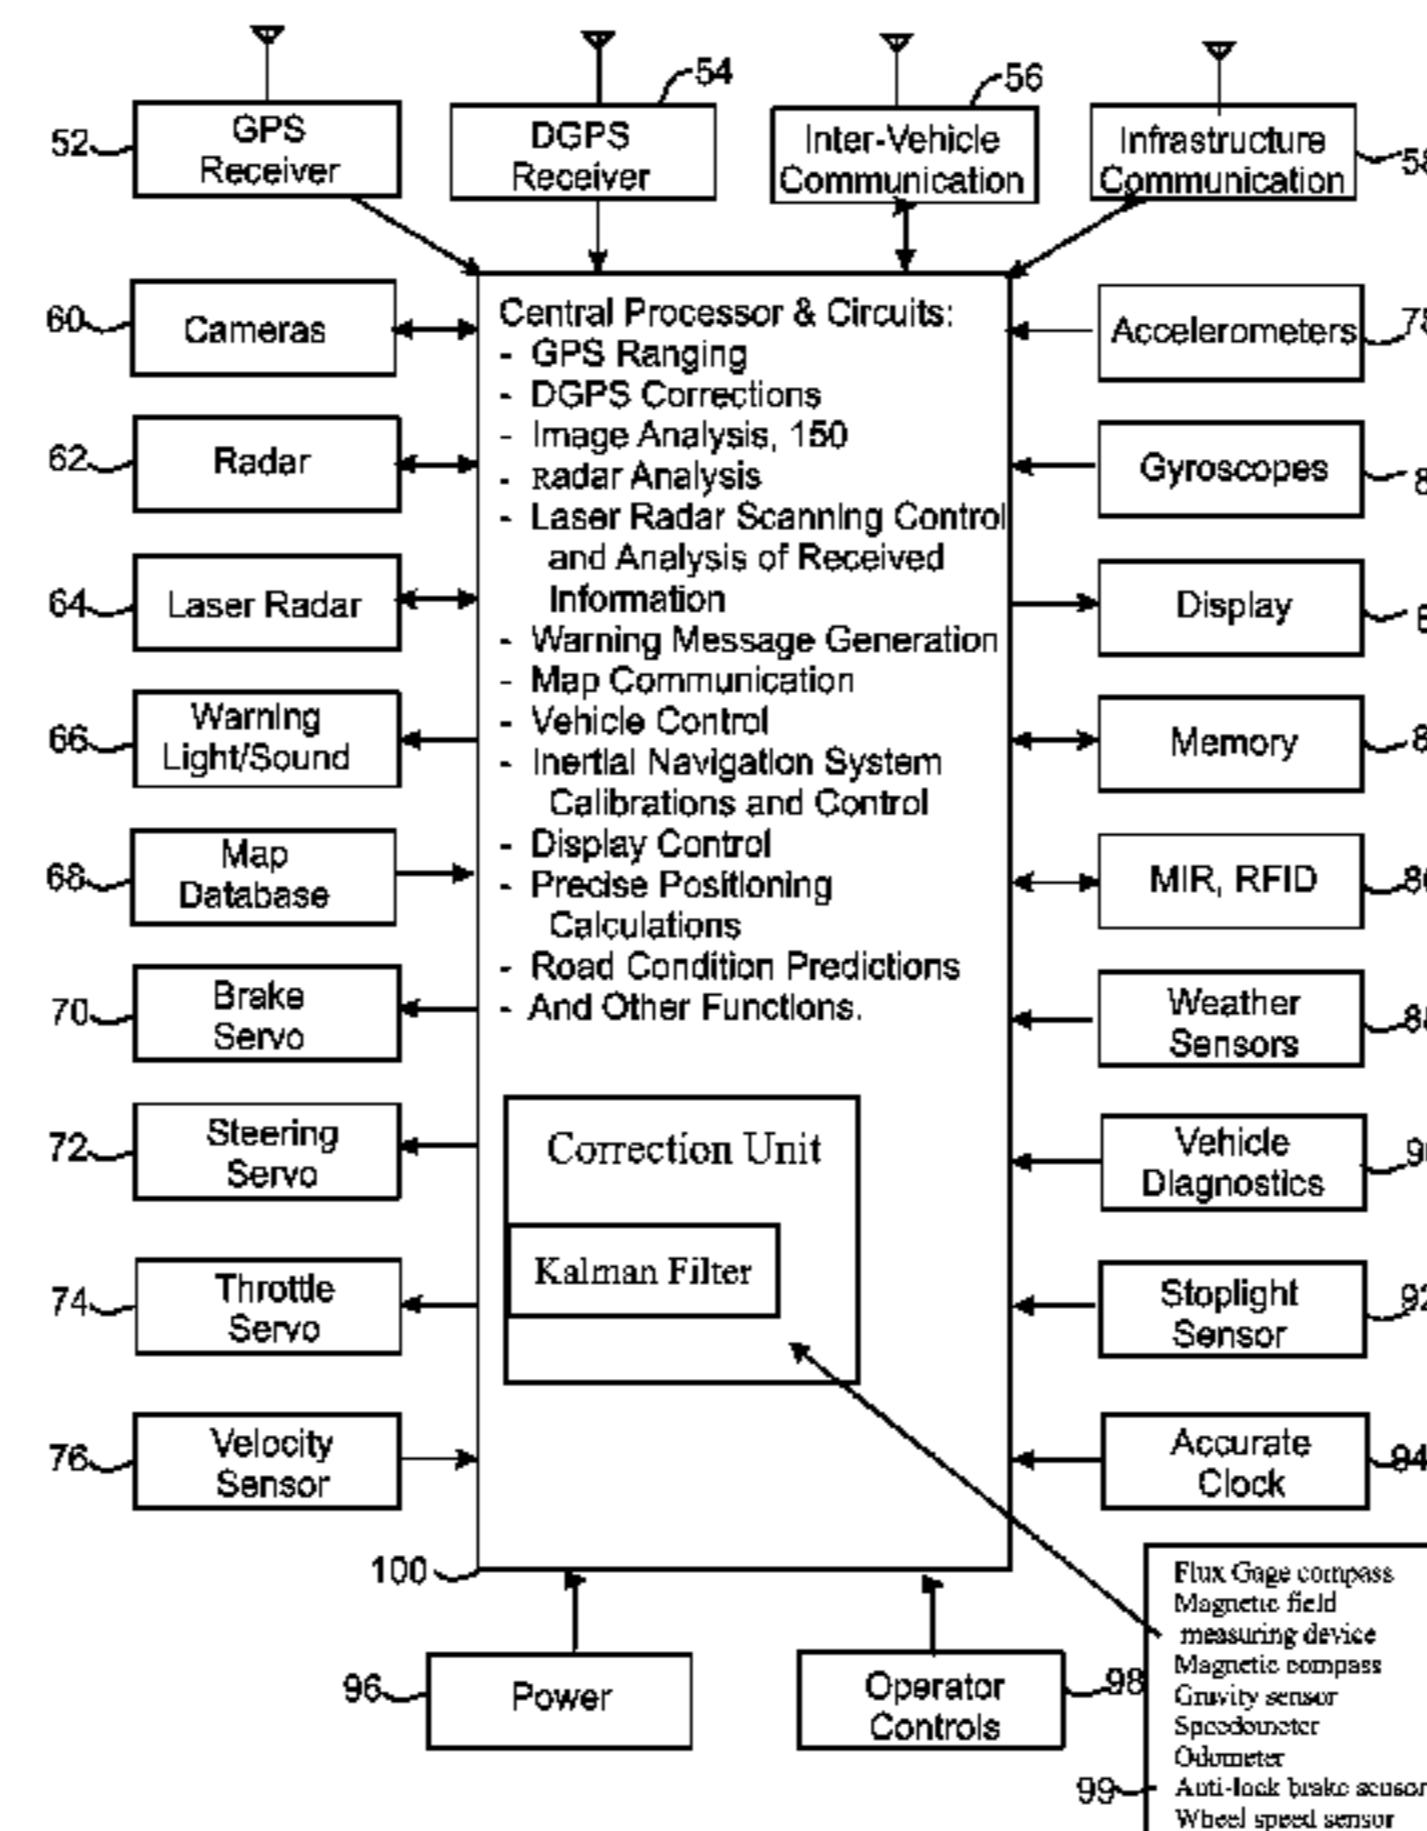 54
56
52
GPS
Receiver
DGPS
Receiver
Inter-Vehicle
Communication
Infrastructure
Communication
60
Cameras
62
Radar
64
Laser Radar
66
Warning
Light/Sound
68
Map
Database
70
Brake
Servo
72
Steering
Servo
74
Throttle
Servo
76
Velocity
Sensor
Central Processor & Circuits:
- GPS Ranging
- DGPS Corrections
- Image Analysis, 150
- Radar Analysis
- Laser Radar Scanning Control
and Analysis of Received
Information
- Warning Message Generation
- Map Communication
- Vehicle Control
- Inertial Navigation System
Calibrations and Control
- Display Control
- Precise Positioning
Calculations
- Road Condition Predictions
- And Other Functions.
Correction Unit
Kalman Filter
100
Accelerometers
Gyroscopes
Display
Memory
MIR, RFID
Weather
Sensors
Vehicle
Diagnostics
Stoplight
Sensor
92
Accurate
Clock
94
96
Power
Operator
Controls
98
Flux Gage compass
Magnetic field
measuring device
Magnetic compass
Gravity sensor
Speedometer
Odometer
99
Anti-lock brake sensor
Wheel speed sensor